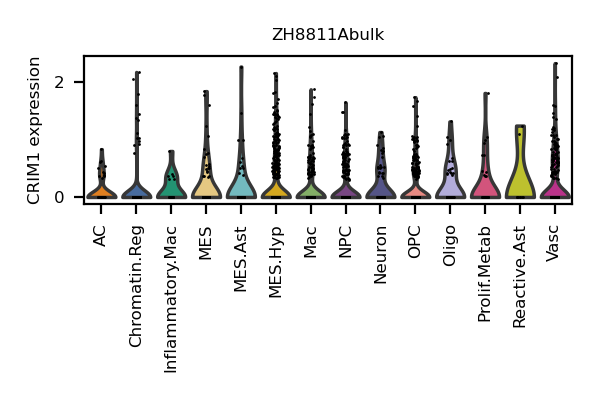 ZH8811Abulk
CRIM1 expression
2
0
AC
Chromatin.Reg
Inflammatory.Mac
MES
MES.Ast
MES.Hyp
Mac
NPC
Neuron
OPC
Oligo
Prolif.Metab
Reactive.Ast
Vasc